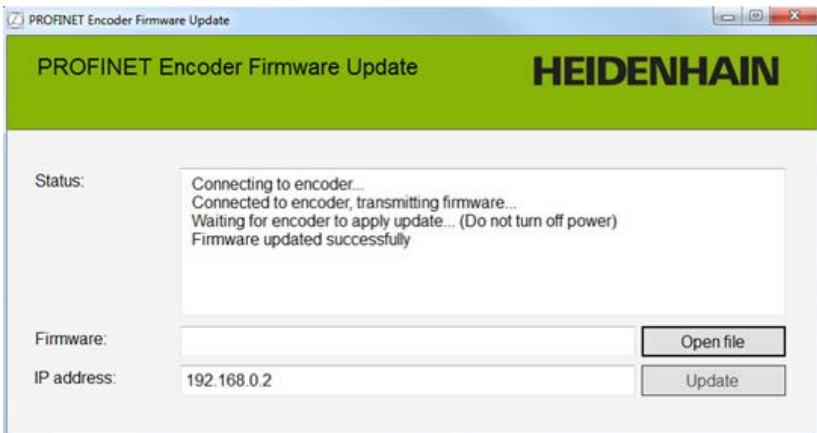 PROFINET Encoder Firmware Update
PROFINET Encoder Firmware Update
HEIDENHAIN
Status:
Connecting to encoder...
Connected to encoder, transmitting firmware...
Waiting for encoder to apply update... (Do not turn off power)
Firmware updated successfully
Firmware:
Open file
IP address:
192.168.0.2
Update